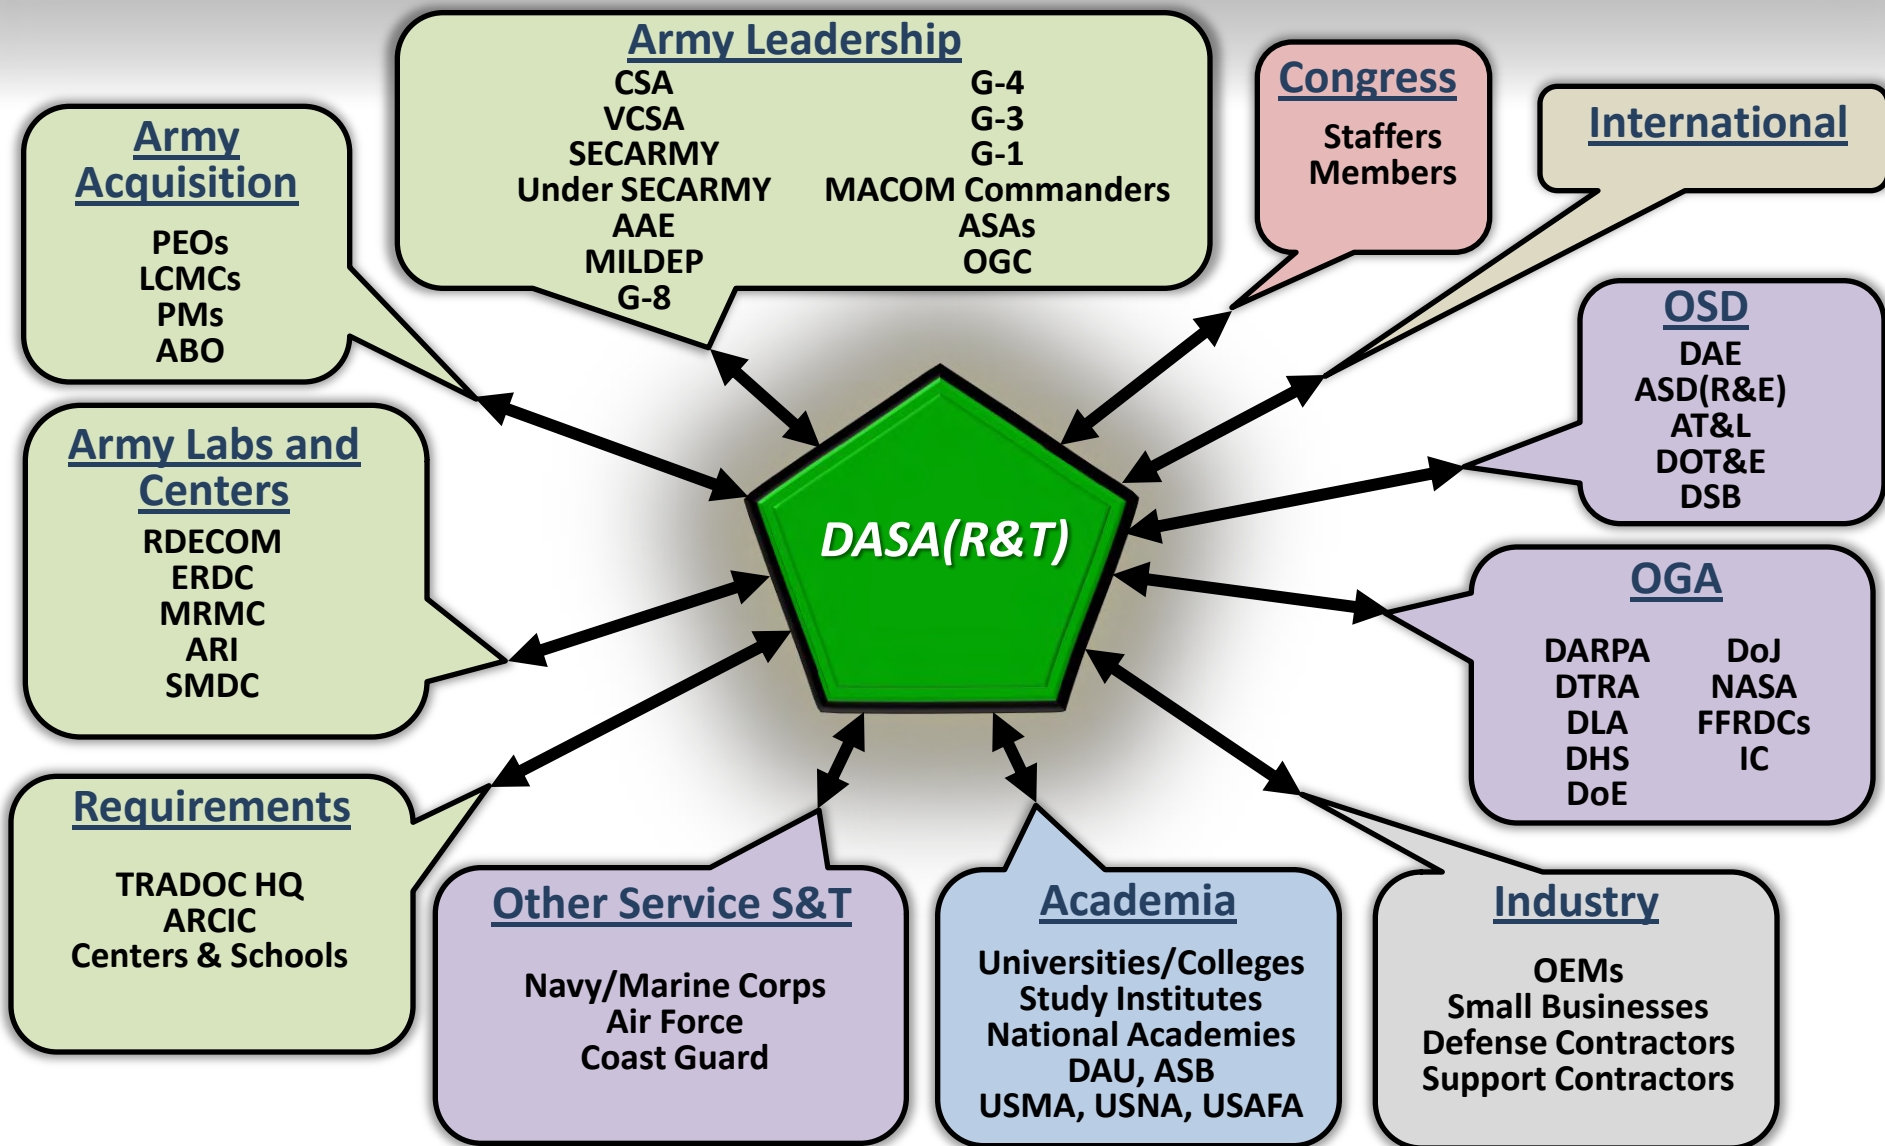 Army Leadership
CSA
VCSA
SECARMY
Under SECARMY
AAE
MILDEP
G-8
G-4
G-3
G-1
MACOM Commanders
ASAs
OGC
Congress
Staffers
Members
International
Army
Acquisition
PEOs
LCMCs
PMs
ABO
OSD
DAE
ASD(R&E)
AT&L
DOT&E
DSB
Army Labs and
Centers
RDECOM
ERDC
MRMC
ARI
SMDC
DASA(R&T)
OGA
DARPA
DTRA
DLA
DHS
DoE
DoJ
NASA
FFRDCs
IC
Requirements
TRADOC HQ
ARCIC
Centers & Schools
Other Service S&T
Navy/Marine Corps
Air Force
Coast Guard
Academia
Universities/Colleges
Study Institutes
National Academies
DAU, ASB
USMA, USNA, USAFA
Industry
OEMs
Small Businesses
Defense Contractors
Support Contractors